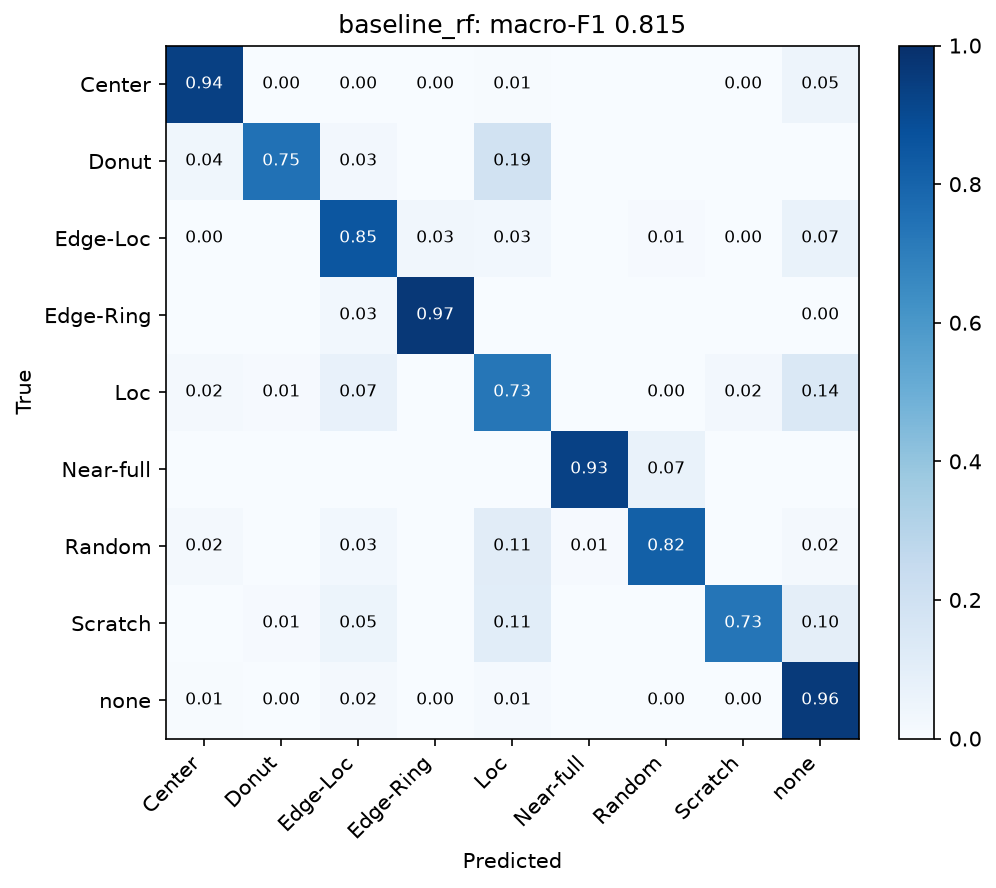 baseline_rf: macro-F1 0.815
Center 0.94 0.00 0.00 0.00 0.01 0.00 0.05
Donut 0.04 0.75 0.03 0.19
Edge-Loc 0.00 0.85 0.03 0.03 0.01 0.00 0.07
Edge-Ring 0.03 0.97 0.00
Loc 0.02 0.01 0.07 0.73 0.00 0.02 0.14
Near-full 0.93 0.07
Random 0.02 0.03 0.11 0.01 0.82 0.02
Scratch 0.01 0.05 0.11 0.73 0.10
none 0.01 0.00 0.02 0.00 0.01 0.00 0.00 0.96
True
Center Donut Edge-Loc Edge-Ring Loc Near-full Random Scratch none
Predicted
1.0
0.8
0.6
0.4
0.2
0.0